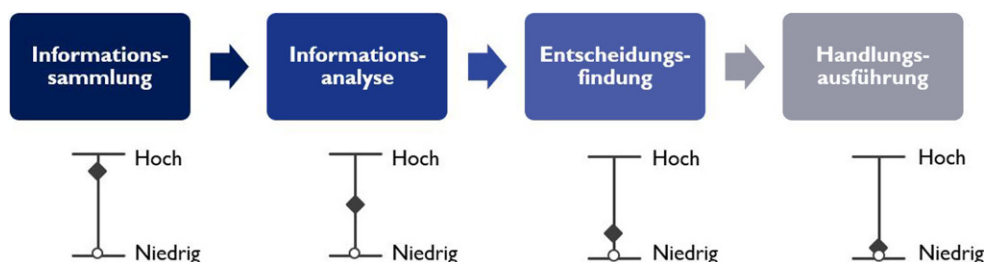 Informations-
sammlung
Informations-
analyse
Entscheidungs-
findung
Handlungs-
ausführung
Hoch
Hoch
Hoch
Hoch
Niedrig
Niedrig
Niedrig
Niedrig